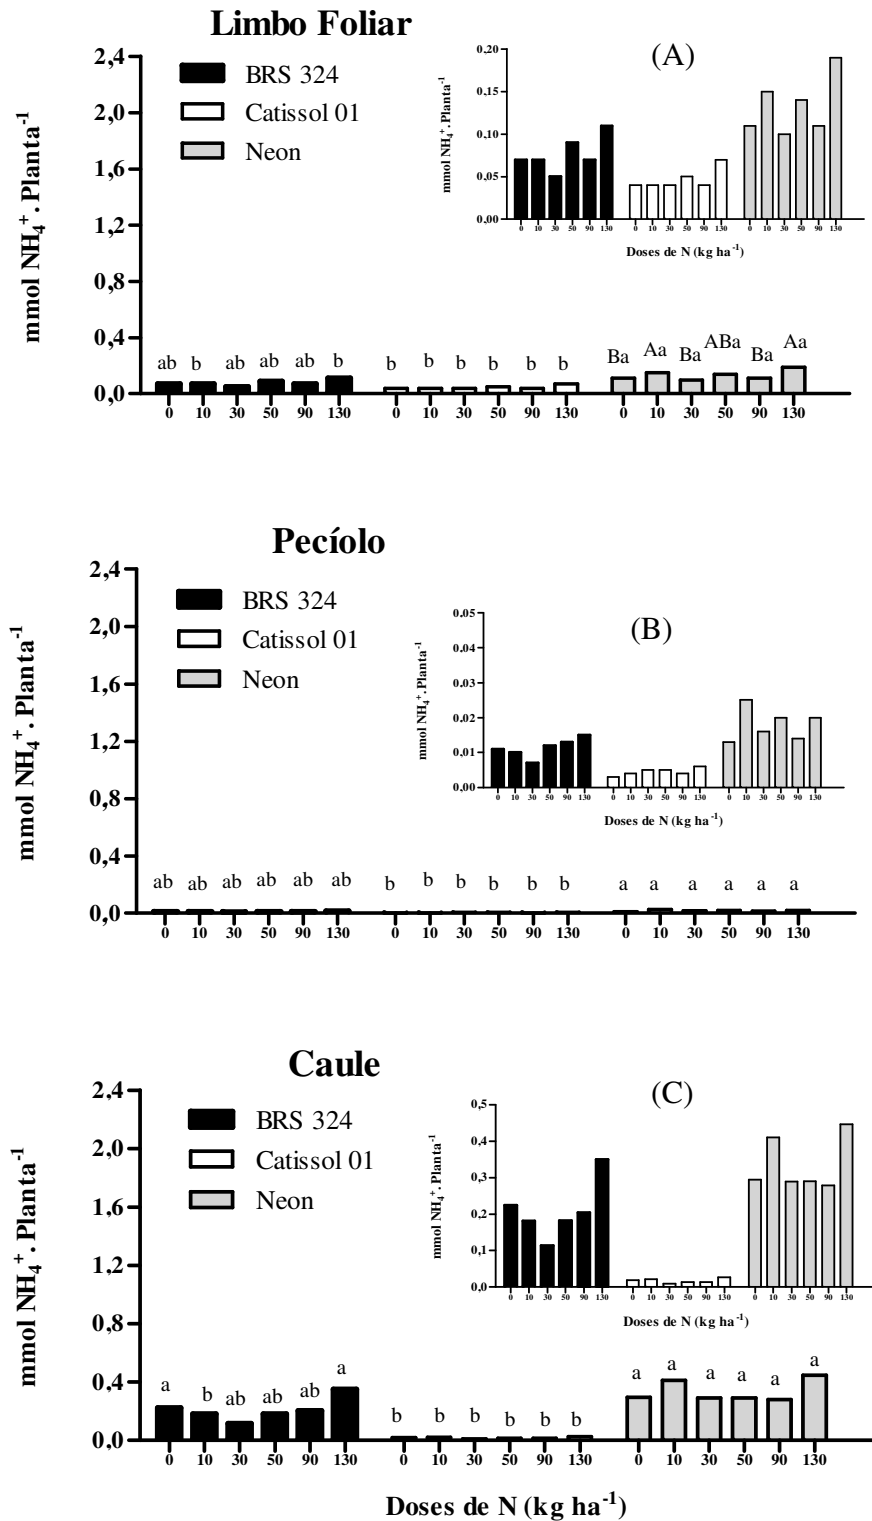 Limbo Foliar
(A)
mmol NH₄⁺. Planta⁻¹
2,4
2,0
1,6
1,2
0,8
0,4
0,0
BRS 324
Catissol 01
Neon
mmol NH₄⁺. Planta⁻¹
0,20
0,15
0,10
0,05
0,00
0 10 30 50 90 130 0 10 30 50 90 130 0 10 30 50 90 130
Doses de N (kg ha⁻¹)
ab b ab ab ab b b b b b b b Ba Aa Ba ABa Ba Aa
0 10 30 50 90 130 0 10 30 50 90 130 0 10 30 50 90 130
Pecíolo
(B)
mmol NH₄⁺. Planta⁻¹
2,4
2,0
1,6
1,2
0,8
0,4
0,0
BRS 324
Catissol 01
Neon
mmol NH₄⁺. Planta⁻¹
0,05
0,04
0,03
0,02
0,01
0,00
0 10 30 50 90 130 0 10 30 50 90 130 0 10 30 50 90 130
Doses de N (kg ha⁻¹)
ab ab ab ab ab ab b b b b b b a a a a a a
0 10 30 50 90 130 0 10 30 50 90 130 0 10 30 50 90 130
Caule
(C)
mmol NH₄⁺. Planta⁻¹
2,4
2,0
1,6
1,2
0,8
0,4
0,0
BRS 324
Catissol 01
Neon
mmol NH₄⁺. Planta⁻¹
0,5
0,4
0,3
0,2
0,1
0,0
0 10 30 50 90 130 0 10 30 50 90 130 0 10 30 50 90 130
Doses de N (kg ha⁻¹)
a b ab ab ab a b b b b b b a a a a a a
0 10 30 50 90 130 0 10 30 50 90 130 0 10 30 50 90 130
Doses de N (kg ha⁻¹)